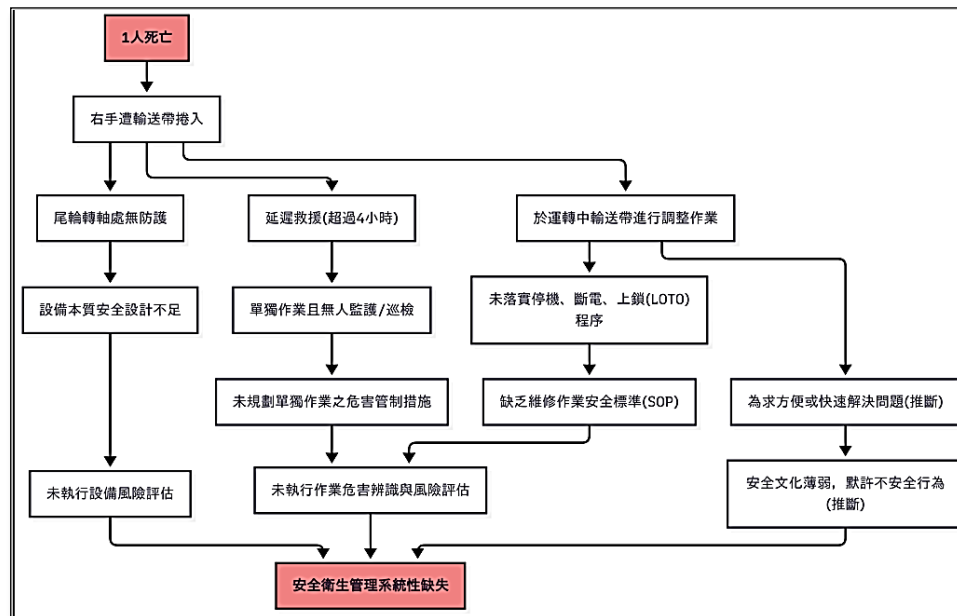 1人死亡
右手遭輸送帶捲入
尾輪轉軸處無防護
延遲救援(超過4小時)
於運轉中輸送帶進行調整作業
設備本質安全設計不足
單獨作業且無人監護/巡檢
未落實停機、斷電、上鎖(LOTO)
程序
未規劃單獨作業之危害管制措施
缺乏維修作業安全標準(SOP)
為求方便或快速解決問題(推斷)
未執行設備風險評估
未執行作業危害辨識與風險評估
安全文化薄弱，默許不安全行為
(推斷)
安全衛生管理系統性缺失